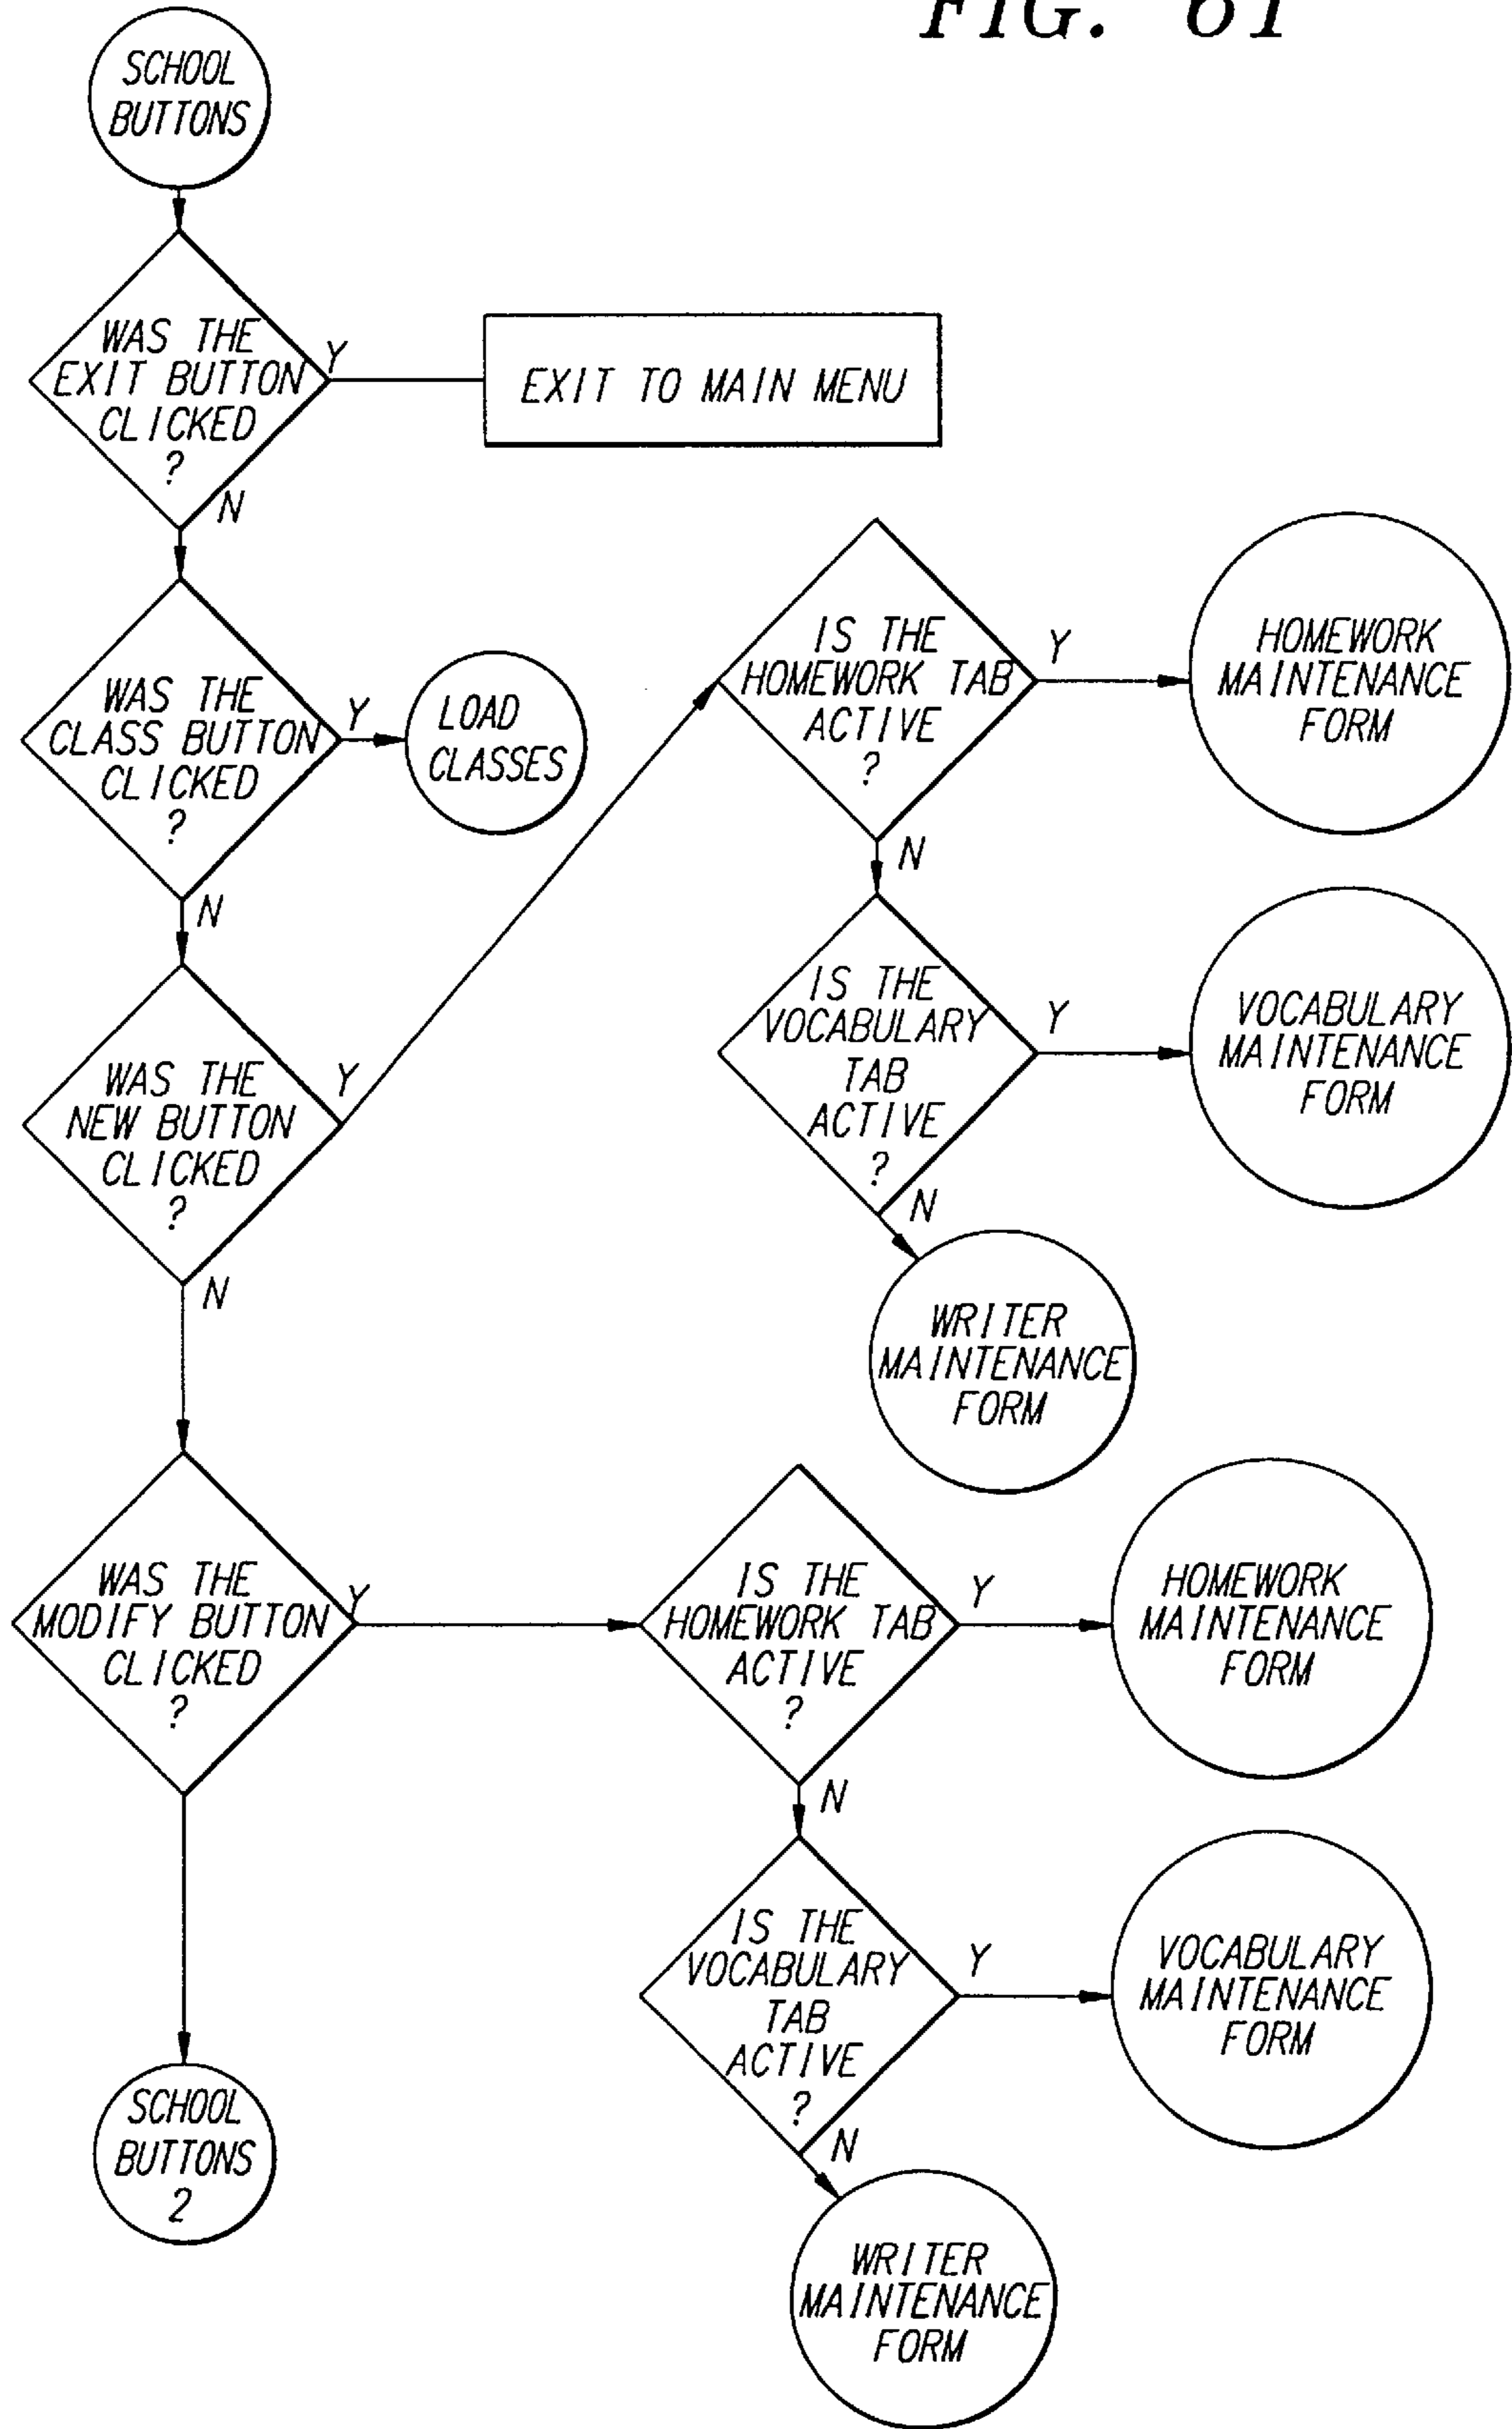 FIG. 61
SCHOOL
BUTTONS
WAS THE
EXIT BUTTON
CLICKED
?
Y
EXIT TO MAIN MENU
N
WAS THE
CLASS BUTTON
CLICKED
?
Y
LOAD
CLASSES
N
WAS THE
NEW BUTTON
CLICKED
?
Y
N
IS THE
HOMEWORK TAB
ACTIVE
?
Y
HOMEWORK
MAINTENANCE
FORM
N
IS THE
VOCABULARY
TAB
ACTIVE
?
Y
VOCABULARY
MAINTENANCE
FORM
N
WRITER
MAINTENANCE
FORM
WAS THE
MODIFY BUTTON
CLICKED
?
Y
IS THE
HOMEWORK TAB
ACTIVE
?
Y
HOMEWORK
MAINTENANCE
FORM
N
IS THE
VOCABULARY
TAB
ACTIVE
?
Y
VOCABULARY
MAINTENANCE
FORM
N
WRITER
MAINTENANCE
FORM
SCHOOL
BUTTONS
2